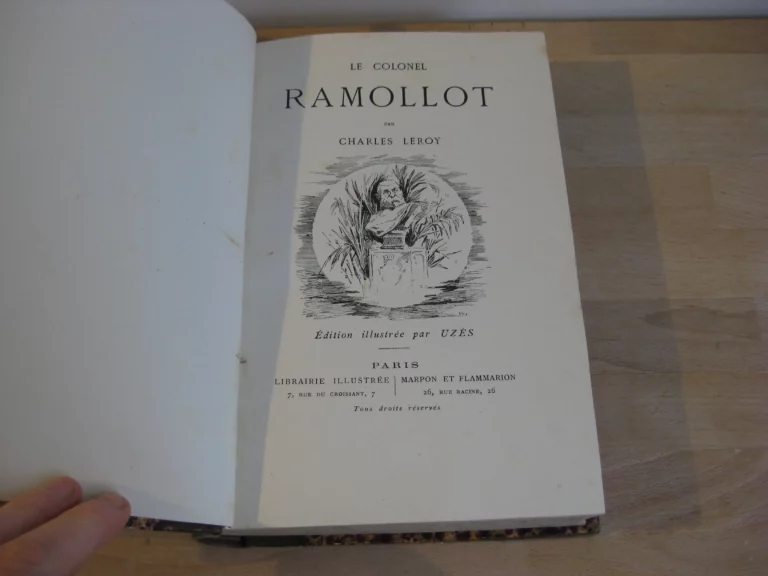 LE COLONEL
RAMOLLOT
PAR
CHARLES LEROY
Édition illustrée par UZÈS
PARIS
LIBRAIRIE ILLUSTRÉE | MARPON ET FLAMMARION
7, RUE DU CROISSANT, 7 | 26, RUE RACINE, 26
Tous droits réservés